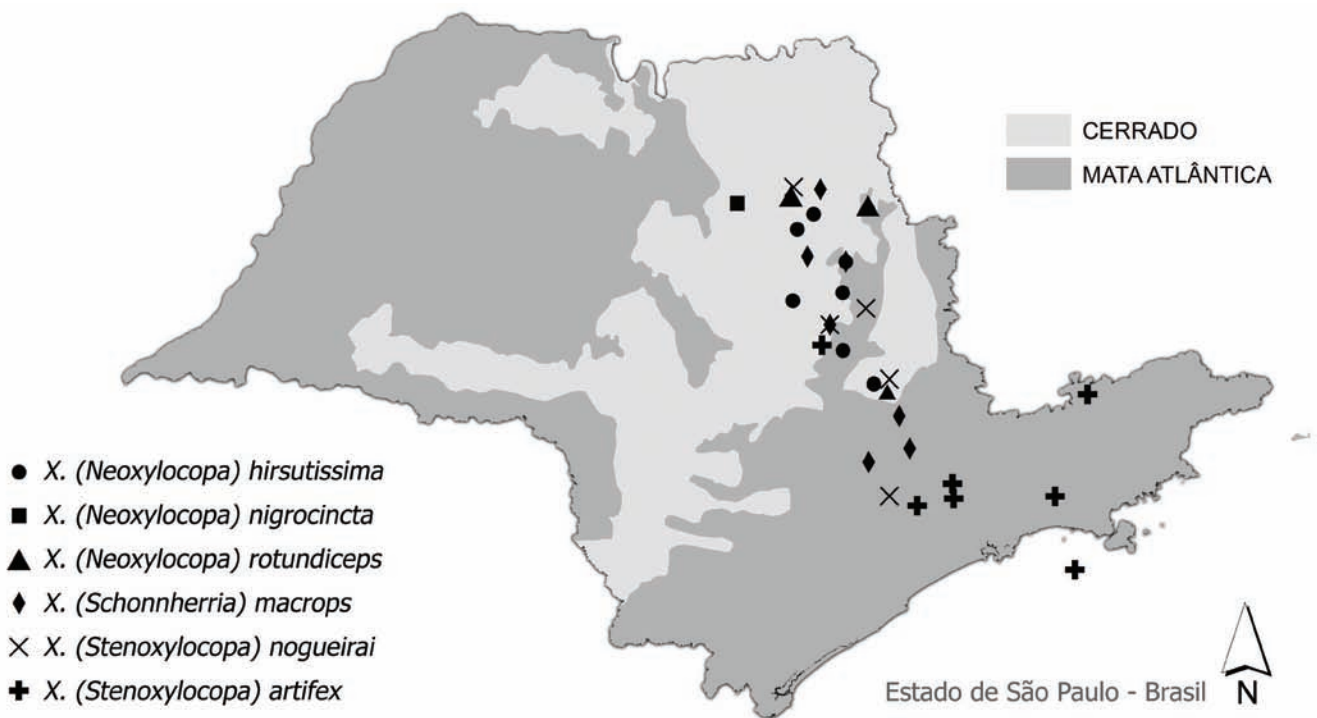 CERRADO
MATA ATLÂNTICA
X. (Neoxylocopa) hirsutissima
X. (Neoxylocopa) nigrocincta
X. (Neoxylocopa) rotundiceps
X. (Schonnherria) macrops
X. (Stenoxylocopa) nogueirai
X. (Stenoxylocopa) artifex
Estado de São Paulo - Brasil
N